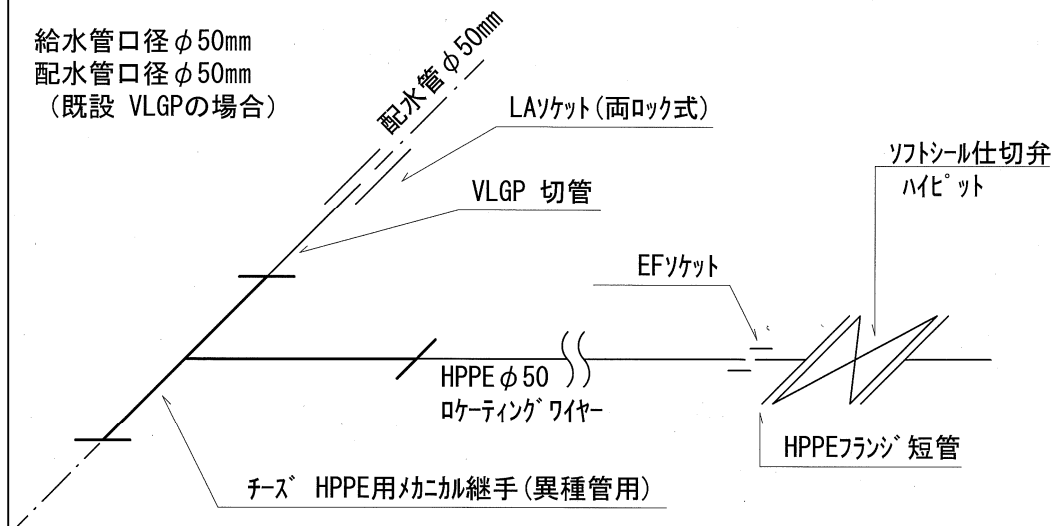 給水管口径φ50mm
配水管口径φ50mm
(既設 VLGPの場合)
配水管φ50mm
LAソケット(両ロック式)
VLGP 切管
ソフトシール仕切弁
ハイピット
EFソケット
HPPEφ50
ロケーティングワイヤー
HPPEフランジ短管
チーズ HPPE用メカニカル継手(異種管用)